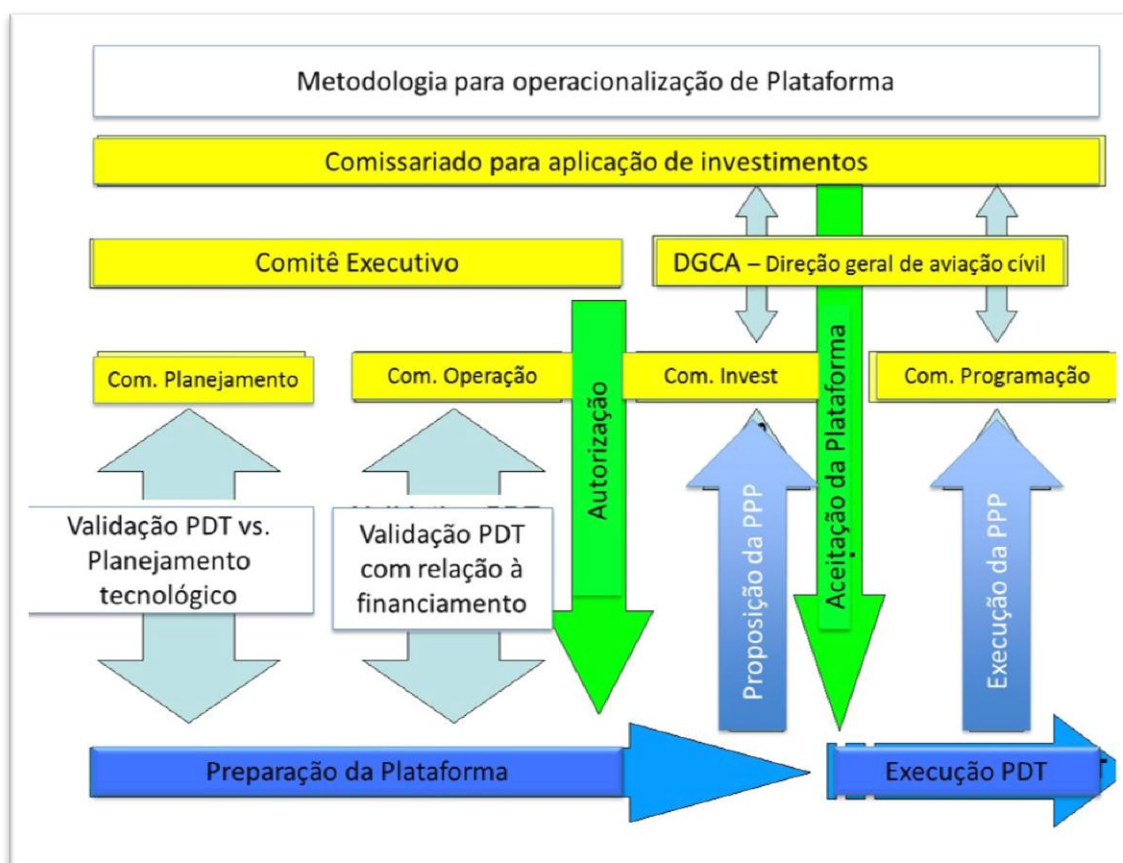 Metodologia para operacionalização de Plataforma
Comissariado para aplicação de investimentos
Comitê Executivo
DGCA – Direção geral de aviação cívil
Com. Planejamento
Com. Operação
Com. Invest
Com. Programação
Autorização
Aceitação da Plataforma
Validação PDT vs.
Planejamento
tecnológico
Validação PDT
com relação à
financiamento
Proposição da PPP
Execução da PPP
Preparação da Plataforma
Execução PDT